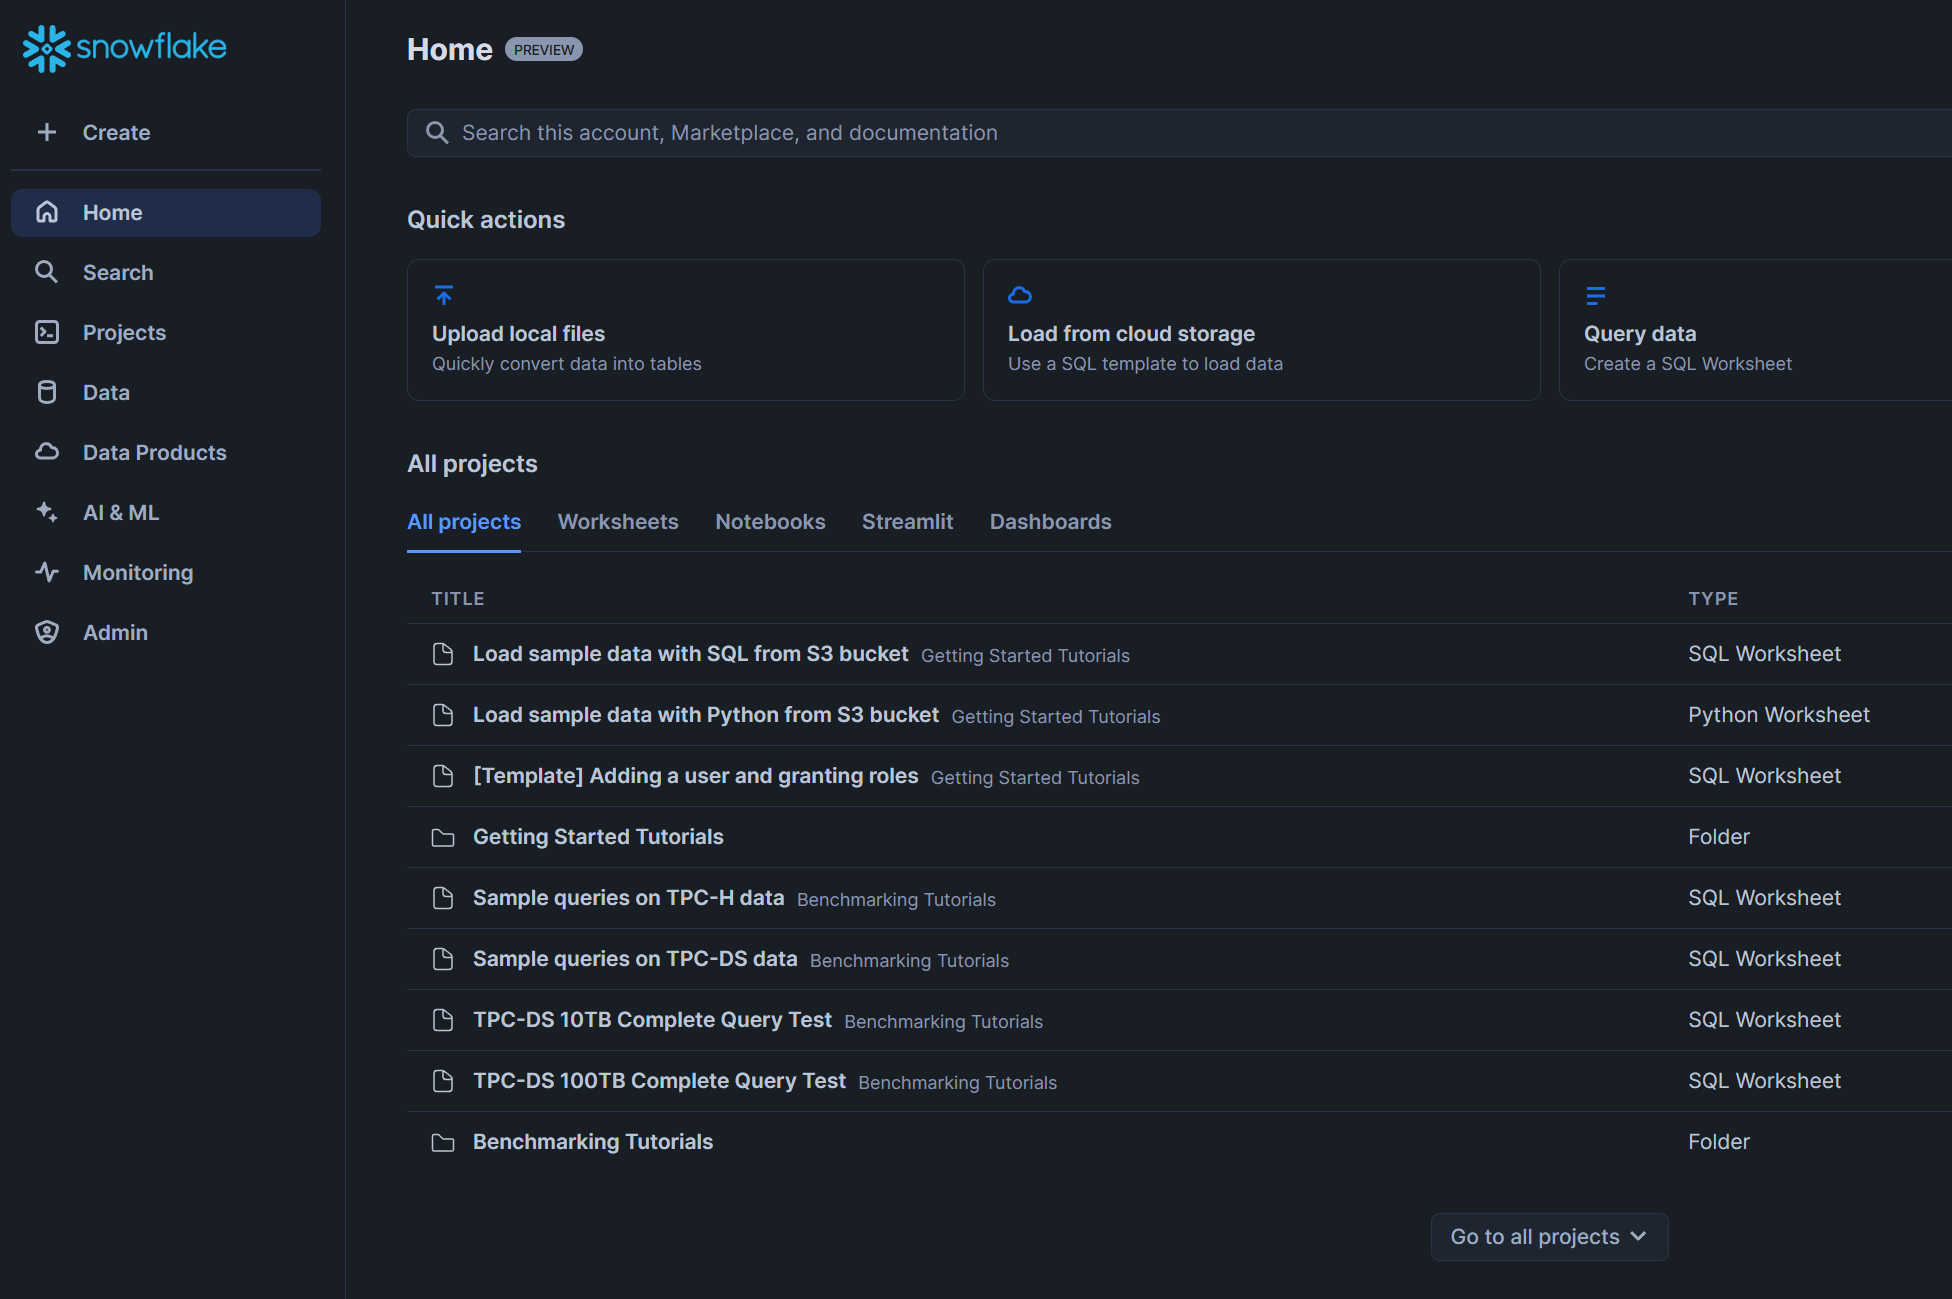 snowflake
Create
Home
Search
Projects
Data
Data Products
AI & ML
Monitoring
Admin
Home PREVIEW
Search this account, Marketplace, and documentation
Quick actions
Upload local files
Quickly convert data into tables
Load from cloud storage
Use a SQL template to load data
Query data
Create a SQL Worksheet
All projects
All projects Worksheets Notebooks Streamlit Dashboards
TITLE TYPE
Load sample data with SQL from S3 bucket Getting Started Tutorials SQL Worksheet
Load sample data with Python from S3 bucket Getting Started Tutorials Python Worksheet
[Template] Adding a user and granting roles Getting Started Tutorials SQL Worksheet
Getting Started Tutorials Folder
Sample queries on TPC-H data Benchmarking Tutorials SQL Worksheet
Sample queries on TPC-DS data Benchmarking Tutorials SQL Worksheet
TPC-DS 10TB Complete Query Test Benchmarking Tutorials SQL Worksheet
TPC-DS 100TB Complete Query Test Benchmarking Tutorials SQL Worksheet
Benchmarking Tutorials Folder
Go to all projects